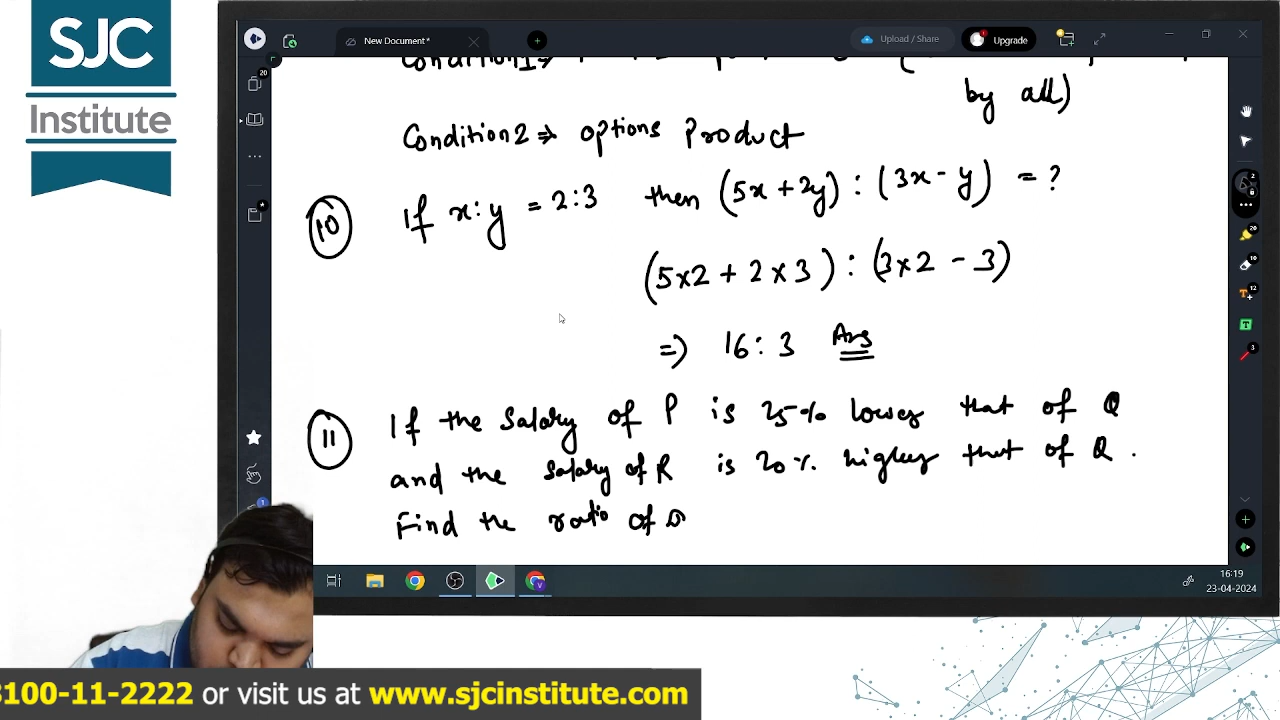 SJC
Institute
New Document*
Upload / Share
Upgrade
by all)
Condition2 ⇒ options Product
10 If x:y = 2:3 then (5x + 2y) : (3x - y) = ?
(5×2 + 2×3) : (3×2 - 3)
=) 16 : 3 Ans
11 If the salary of P is 25% lower that of Q
and the salary of R is 20% higher that of Q.
Find the ratio of
16:19
23-04-2024
100-11-2222 or visit us at www.sjcinstitute.com